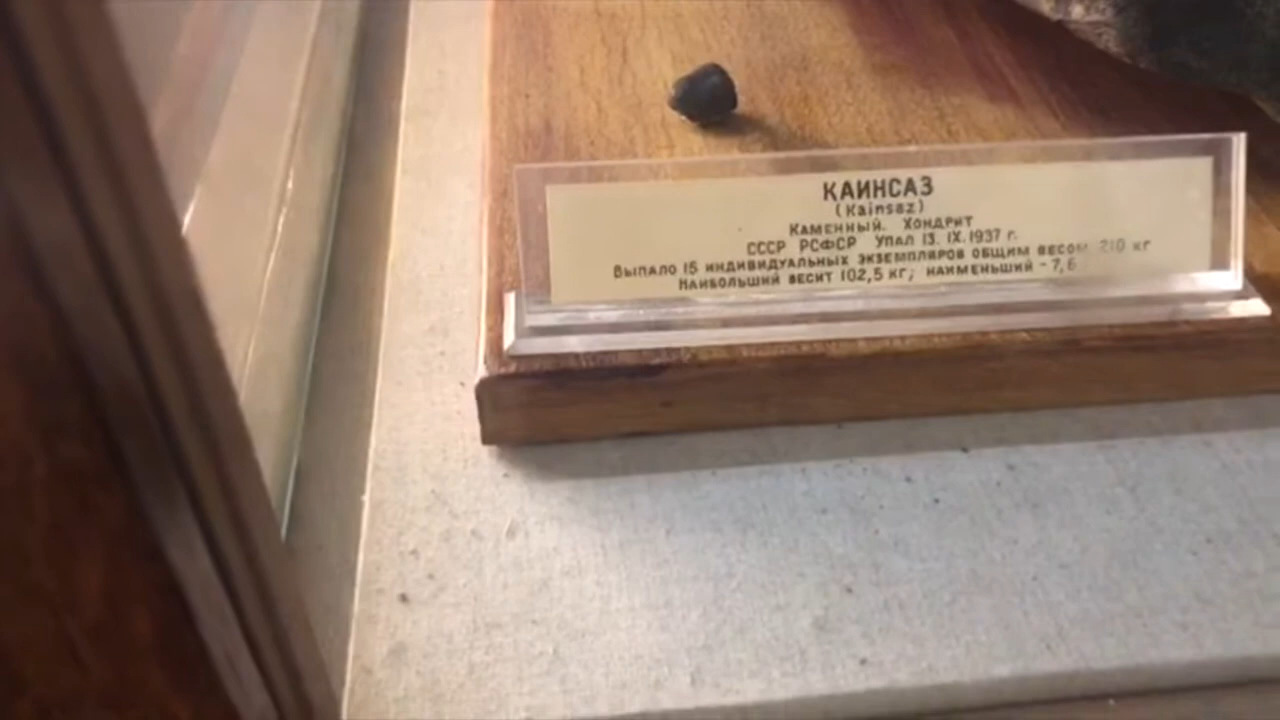 КАИНСАЗ
(Kainsaz)
КАМЕННЫЙ. ХОНДРИТ
СССР РСФСР УПАЛ 13. IX. 1937 г.
ВЫПАЛО 15 ИНДИВИДУАЛЬНЫХ ЭКЗЕМПЛЯРОВ ОБЩИМ ВЕСОМ 210 КГ
НАИБОЛЬШИЙ ВЕСИТ 102,5 КГ; НАИМЕНЬШИЙ - 7,6